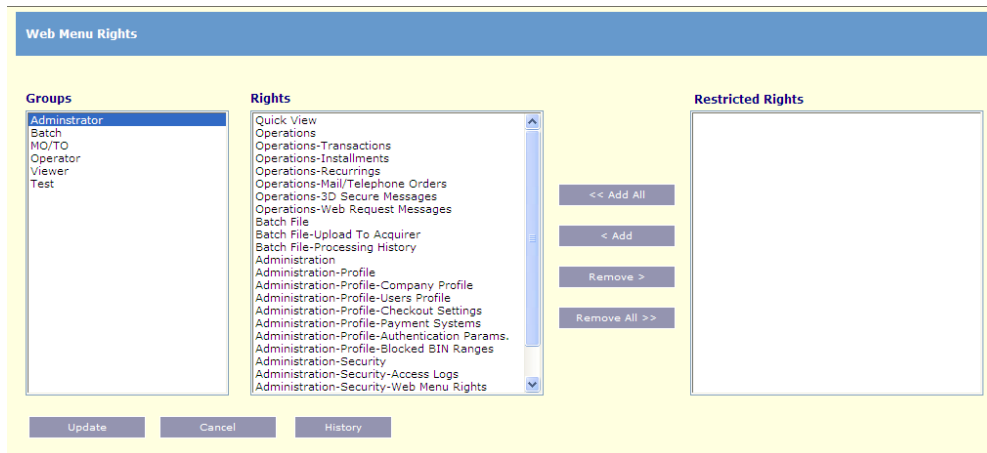 Web Menu Rights
Groups
Adminstrator
Batch
MO/TO
Operator
Viewer
Test
Rights
Quick View
Operations
Operations-Transactions
Operations-Installments
Operations-Recurrings
Operations-Mail/Telephone Orders
Operations-3D Secure Messages
Operations-Web Request Messages
Batch File
Batch File-Upload To Acquirer
Batch File-Processing History
Administration
Administration-Profile
Administration-Profile-Company Profile
Administration-Profile-Users Profile
Administration-Profile-Checkout Settings
Administration-Profile-Payment Systems
Administration-Profile-Authentication Params.
Administration-Profile-Blocked BIN Ranges
Administration-Security
Administration-Security-Access Logs
Administration-Security-Web Menu Rights
<< Add All
< Add
Remove >
Remove All >>
Restricted Rights
Update
Cancel
History